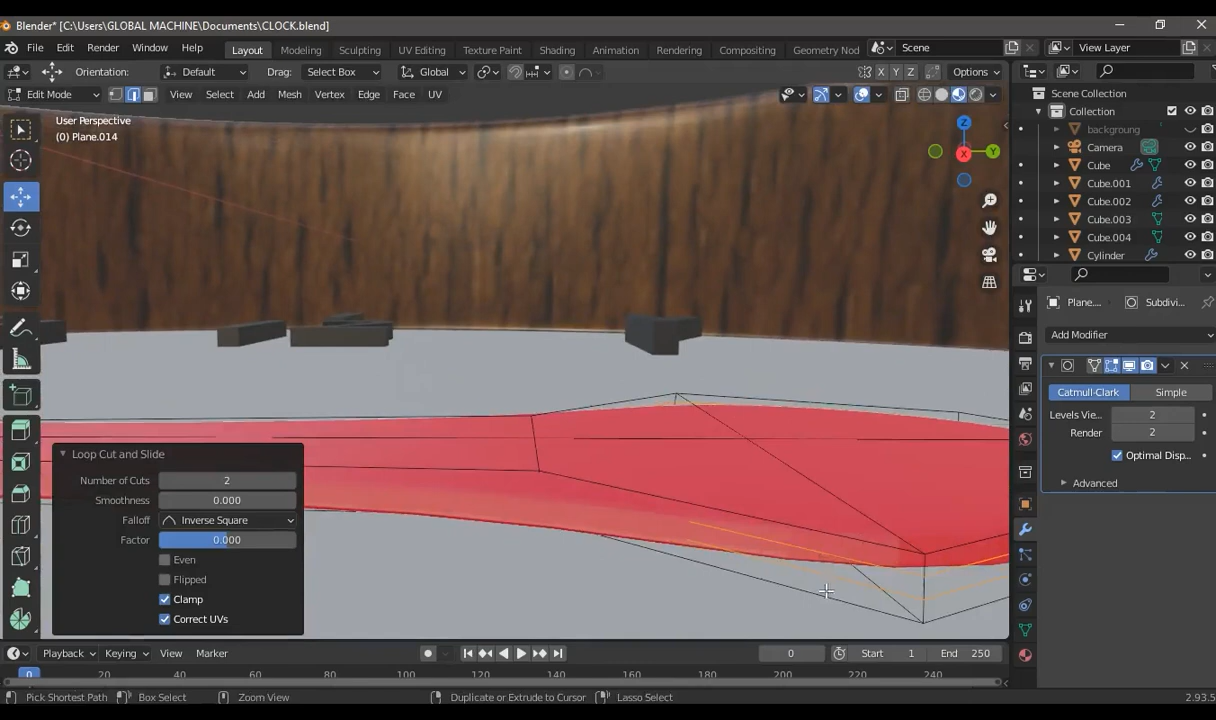 Blender* [C:\Users\GLOBAL MACHINE\Documents\CLOCK.blend]
File Edit Render Window Help Layout Modeling Sculpting UV Editing Texture Paint Shading Animation Rendering Compositing Geometry Nod Scene View Layer
Orientation: Default Drag: Select Box Global X Y Z Options
Edit Mode View Select Add Mesh Vertex Edge Face UV
Scene Collection
Collection
backgroung
Camera
Cube
Cube.001
Cube.002
Cube.003
Cube.004
Cylinder
User Perspective
(0) Plane.014
Z
X
Y
Plane.... Subdivi...
Add Modifier
Catmull-Clark Simple
Levels Vie... 2
Render 2
Optimal Disp...
Advanced
Loop Cut and Slide
Number of Cuts 2
Smoothness 0.000
Falloff Inverse Square
Factor 0.000
Even
Flipped
Clamp
Correct UVs
Playback Keying View Marker 0 Start 1 End 250
0 20 40 60 80 100 120 140 160 180 200 220 240
Pick Shortest Path Box Select Zoom View Duplicate or Extrude to Cursor Lasso Select 2.93.5